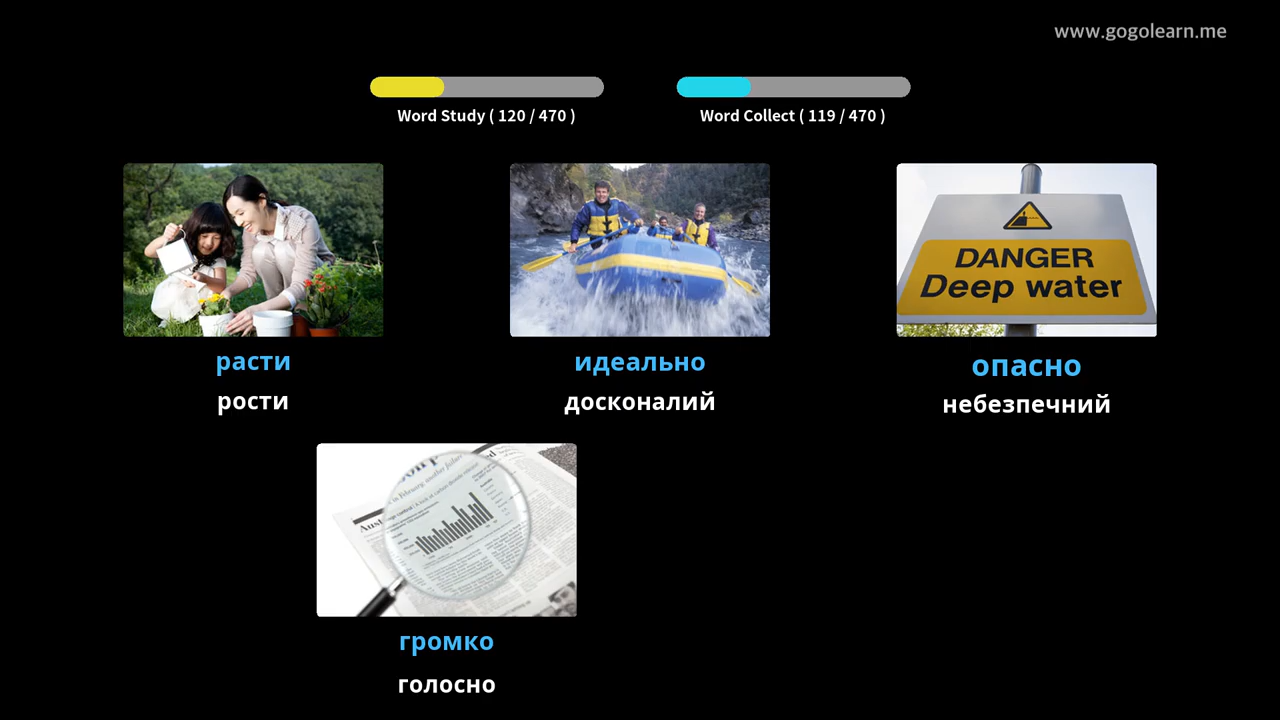 www.gogolearn.me
Word Study ( 120 / 470 )
Word Collect ( 119 / 470 )
DANGER
Deep water
расти
идеально
опасно
рости
досконалий
небезпечний
громко
голосно